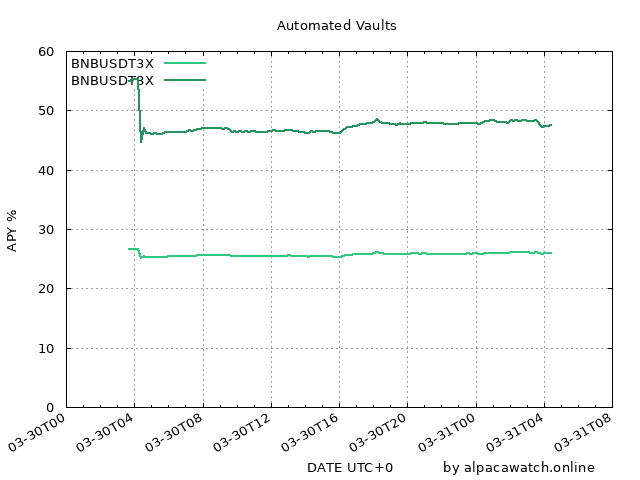 Automated Vaults
BNBUSDT3X
BNBUSDT3X
APY %
60
50
40
30
20
10
0
03-30T00
03-30T04
03-30T08
03-30T12
03-30T16
03-30T20
03-31T00
03-31T04
03-31T08
DATE UTC+0
by alpacawatch.online